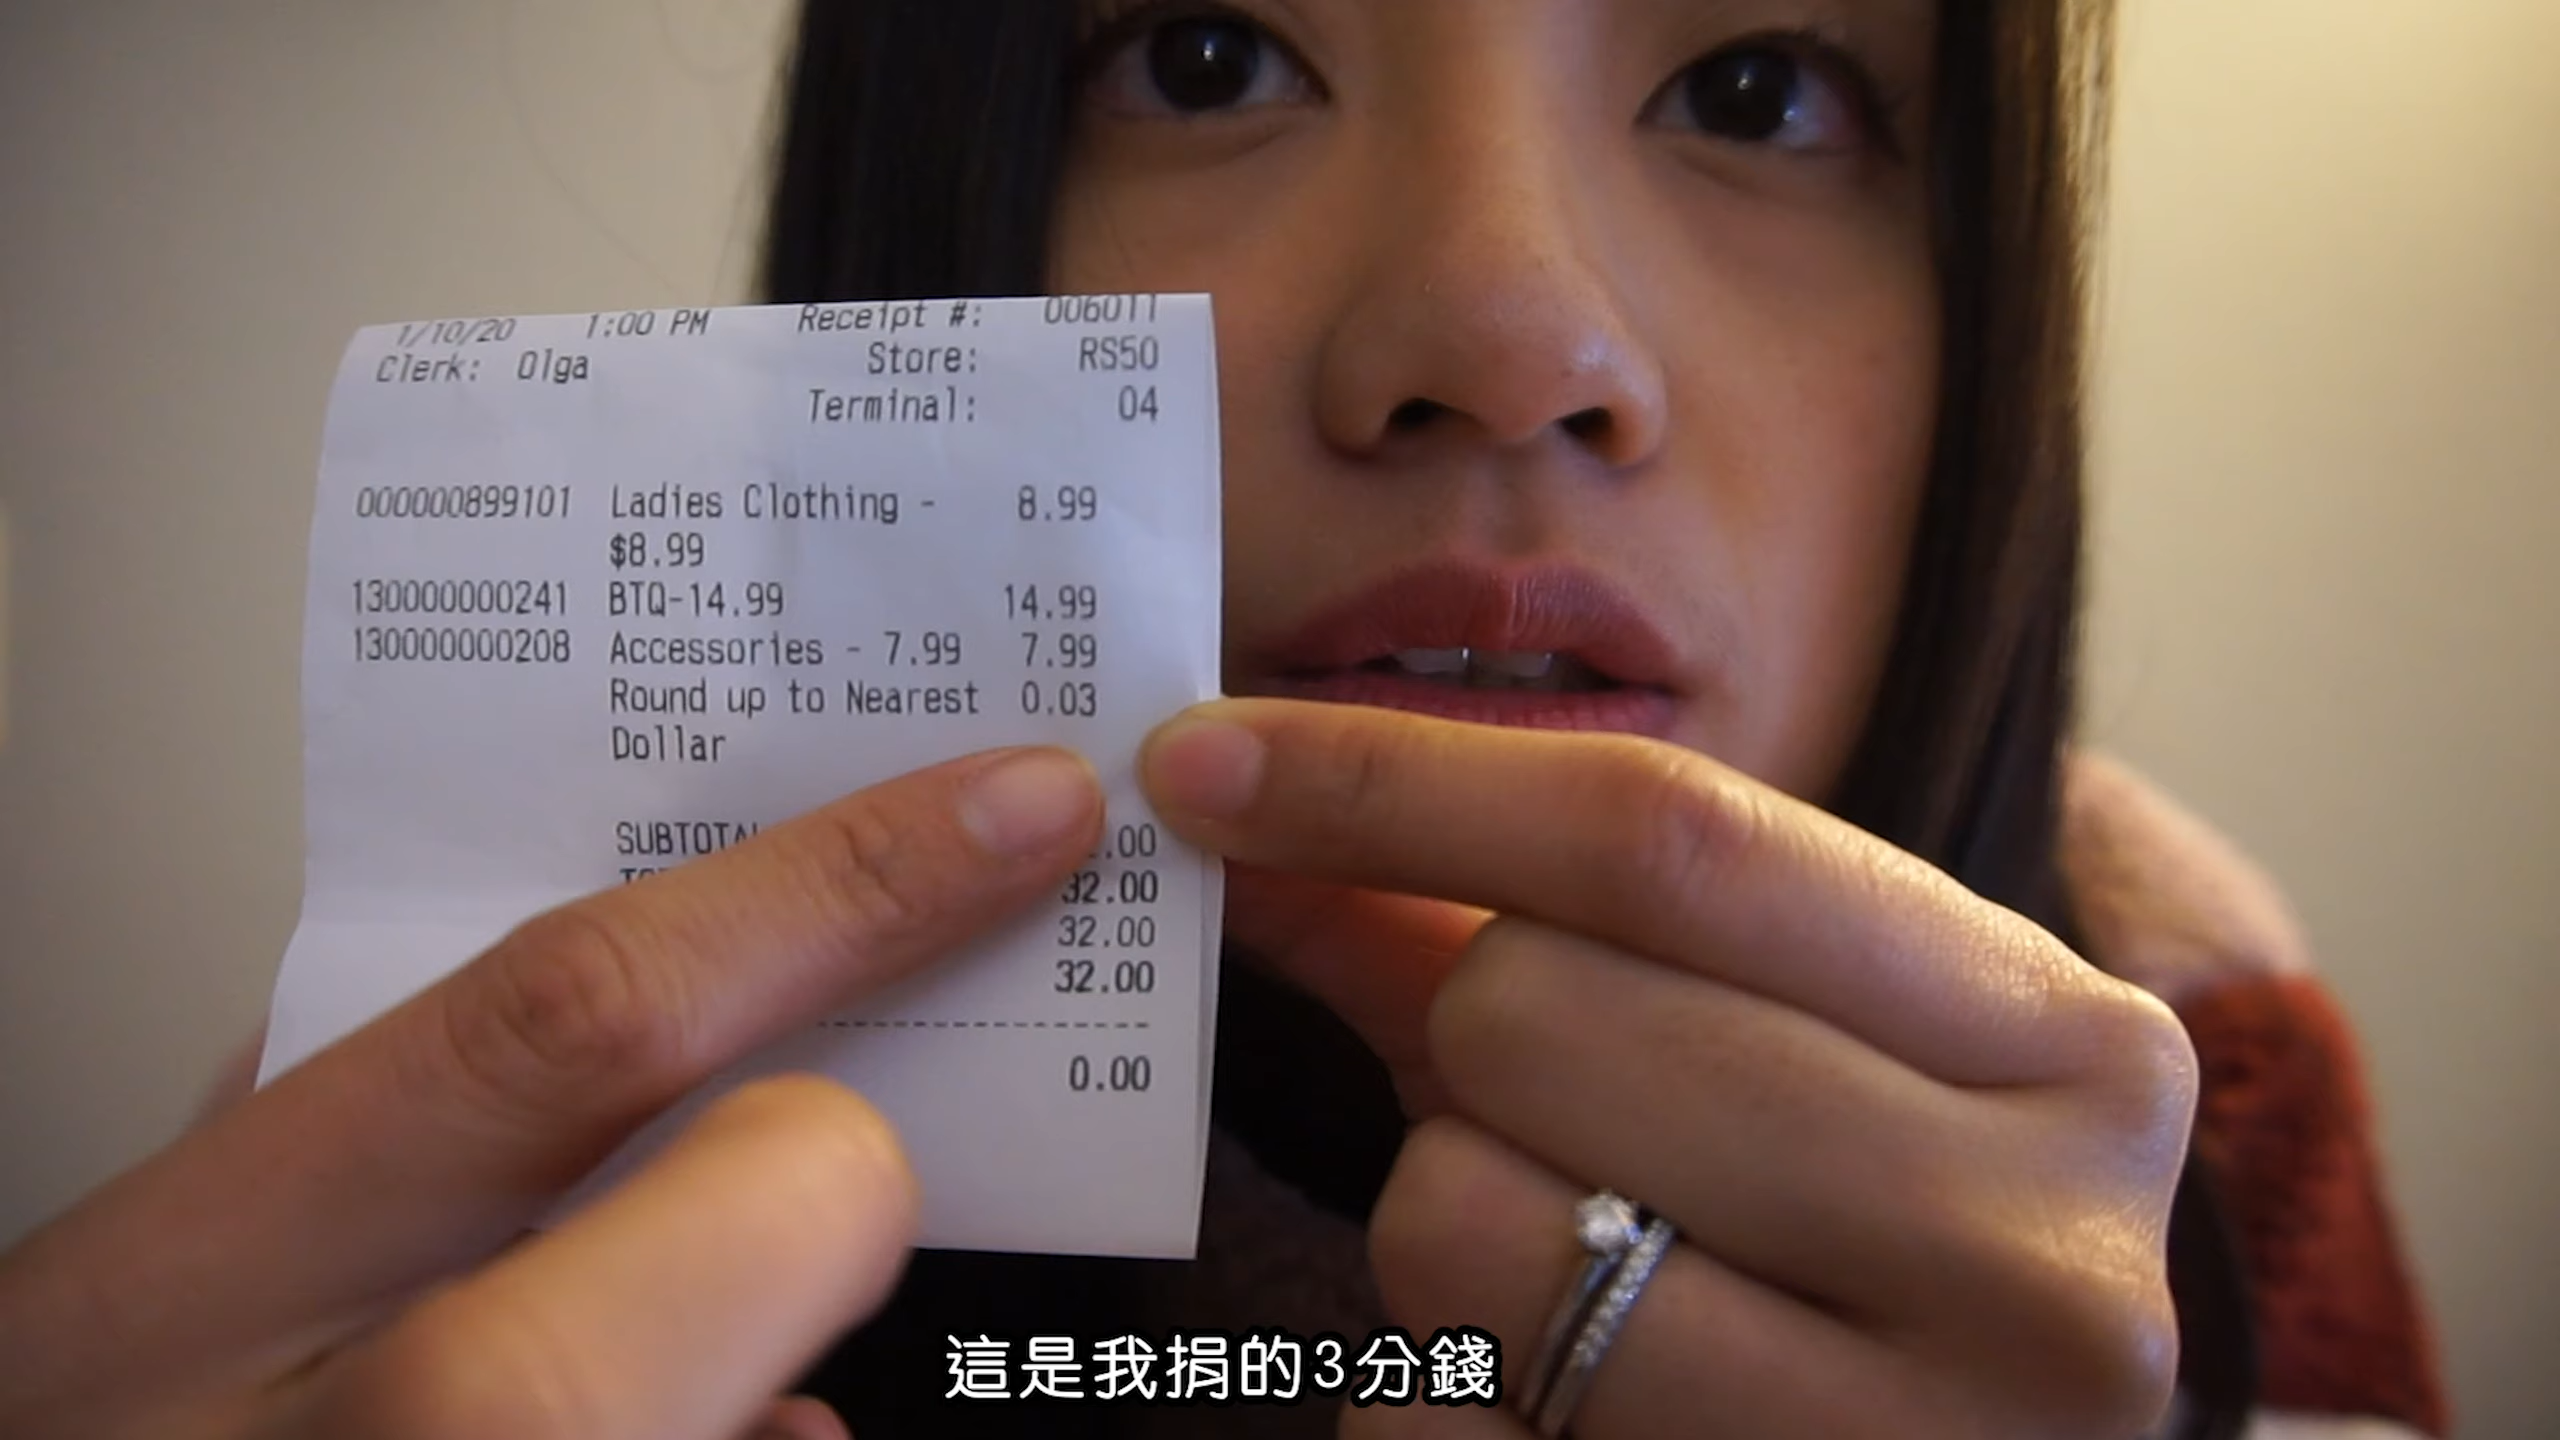 1/10/20 1:00 PM Receipt #: 006011
Clerk: Olga Store: RS50
Terminal: 04
000000899101 Ladies Clothing - 8.99
$8.99
130000000241 BTQ-14.99 14.99
130000000208 Accessories - 7.99 7.99
Round up to Nearest 0.03
Dollar
.00
32.00
32.00
32.00
0.00
這是我捐的3分錢